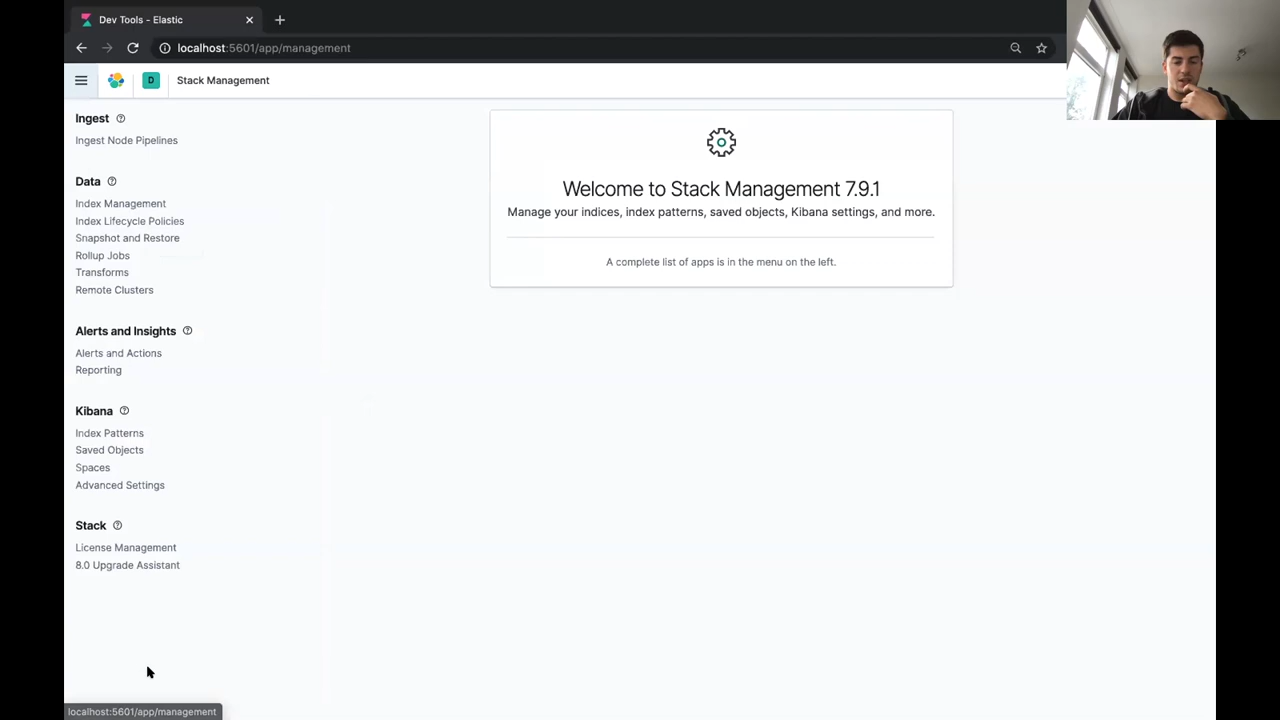 Dev Tools - Elastic
localhost:5601/app/management
D
Stack Management
Ingest
Ingest Node Pipelines
Data
Index Management
Index Lifecycle Policies
Snapshot and Restore
Rollup Jobs
Transforms
Remote Clusters
Alerts and Insights
Alerts and Actions
Reporting
Kibana
Index Patterns
Saved Objects
Spaces
Advanced Settings
Stack
License Management
8.0 Upgrade Assistant
Welcome to Stack Management 7.9.1
Manage your indices, index patterns, saved objects, Kibana settings, and more.
A complete list of apps is in the menu on the left.
localhost:5601/app/management